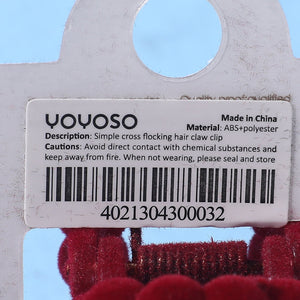 YOYOSO
Made in China
Material: ABS+polyester
Description: Simple cross flocking hair claw clip
Cautions: Avoid direct contact with chemical substances and
keep away from fire. When not wearing, please seal and store
4021304300032